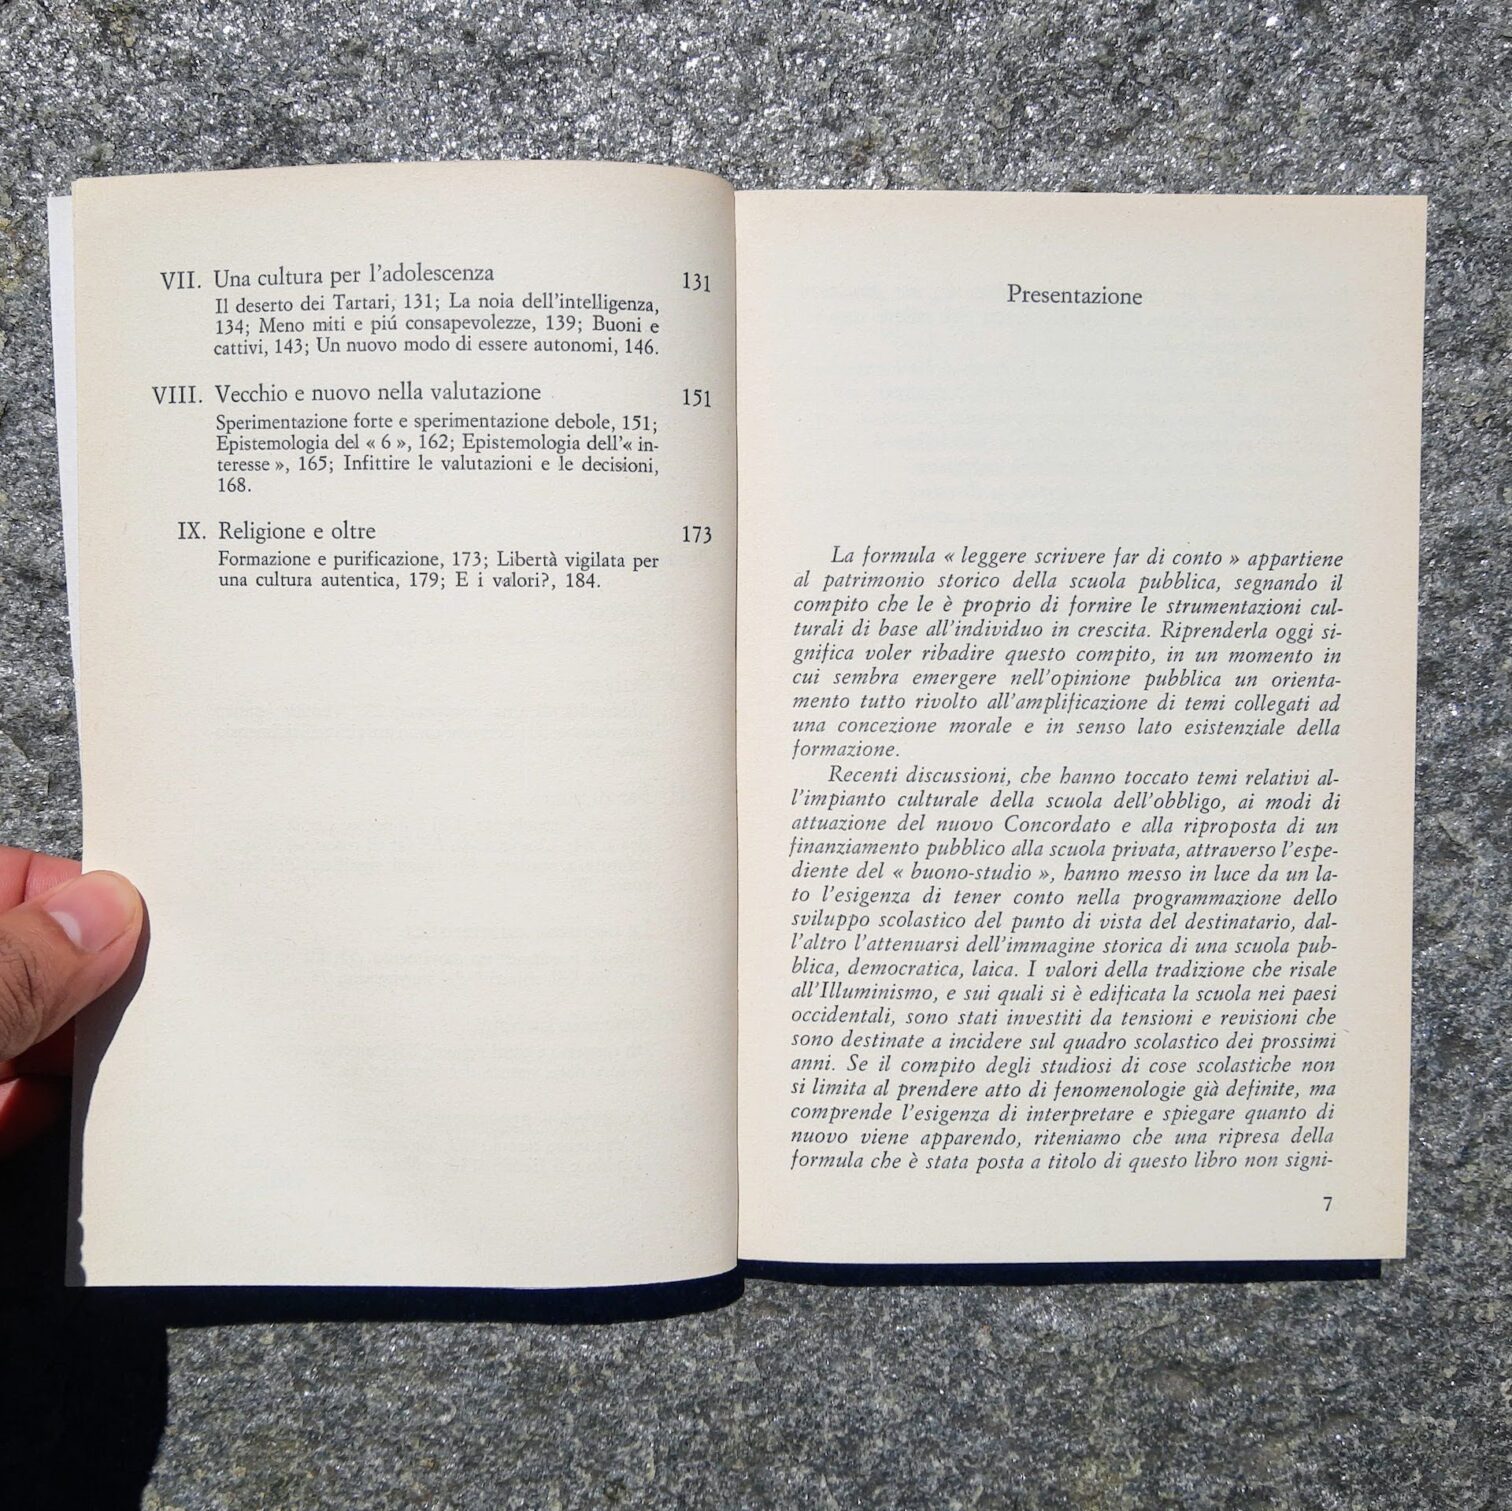 VII. Una cultura per l'adolescenza 131
Il deserto dei Tartari, 131; La noia dell'intelligenza,
134; Meno miti e piú consapevolezze, 139; Buoni e
cattivi, 143; Un nuovo modo di essere autonomi, 146.
VIII. Vecchio e nuovo nella valutazione 151
Sperimentazione forte e sperimentazione debole, 151;
Epistemologia del « 6 », 162; Epistemologia dell'« in-
teresse », 165; Infittire le valutazioni e le decisioni,
168.
IX. Religione e oltre 173
Formazione e purificazione, 173; Libertà vigilata per
una cultura autentica, 179; E i valori?, 184.
Presentazione
La formula « leggere scrivere far di conto » appartiene
al patrimonio storico della scuola pubblica, segnando il
compito che le è proprio di fornire le strumentazioni cul-
turali di base all'individuo in crescita. Riprenderla oggi si-
gnifica voler ribadire questo compito, in un momento in
cui sembra emergere nell'opinione pubblica un orienta-
mento tutto rivolto all'amplificazione di temi collegati ad
una concezione morale e in senso lato esistenziale della
formazione.
Recenti discussioni, che hanno toccato temi relativi al-
l'impianto culturale della scuola dell'obbligo, ai modi di
attuazione del nuovo Concordato e alla riproposta di un
finanziamento pubblico alla scuola privata, attraverso l'espe-
diente del « buono-studio », hanno messo in luce da un la-
to l'esigenza di tener conto nella programmazione dello
sviluppo scolastico del punto di vista del destinatario, dal-
l'altro l'attenuarsi dell'immagine storica di una scuola pub-
blica, democratica, laica. I valori della tradizione che risale
all'Illuminismo, e sui quali si è edificata la scuola nei paesi
occidentali, sono stati investiti da tensioni e revisioni che
sono destinate a incidere sul quadro scolastico dei prossimi
anni. Se il compito degli studiosi di cose scolastiche non
si limita al prendere atto di fenomenologie già definite, ma
comprende l'esigenza di interpretare e spiegare quanto di
nuovo viene apparendo, riteniamo che una ripresa della
formula che è stata posta a titolo di questo libro non signi-
7